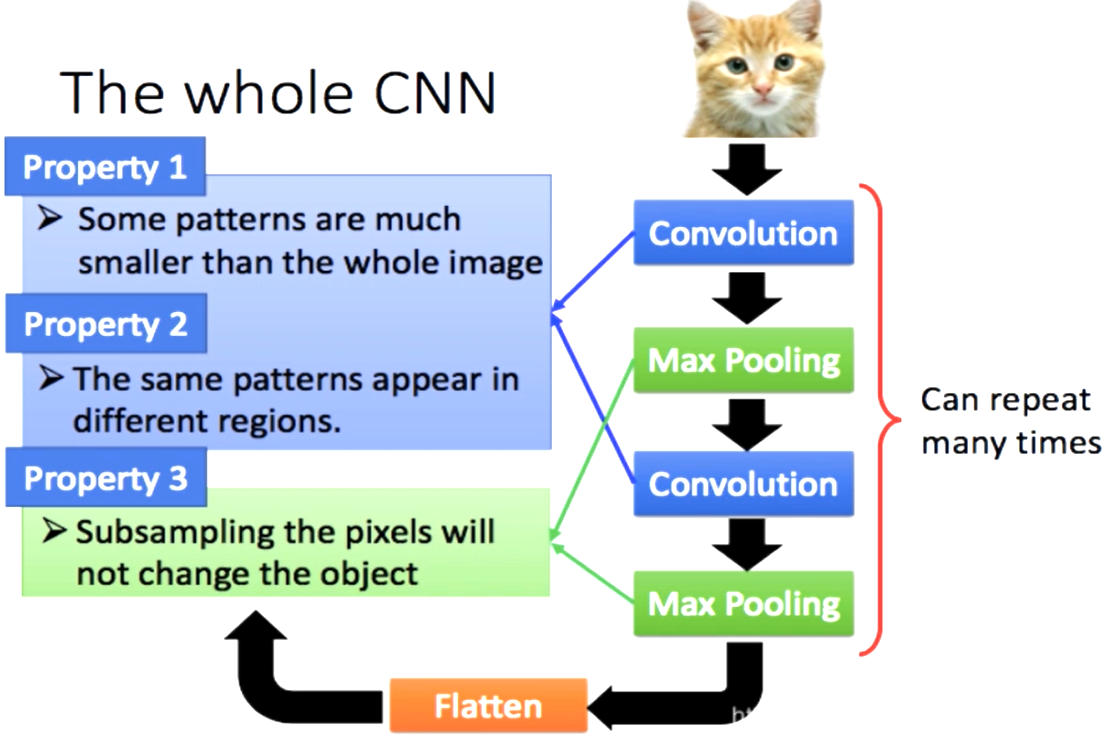 The whole CNN
Property 1
➢ Some patterns are much
smaller than the whole image
Property 2
➢ The same patterns appear in
different regions.
Property 3
➢ Subsampling the pixels will
not change the object
Convolution
Max Pooling
Convolution
Max Pooling
Can repeat
many times
Flatten